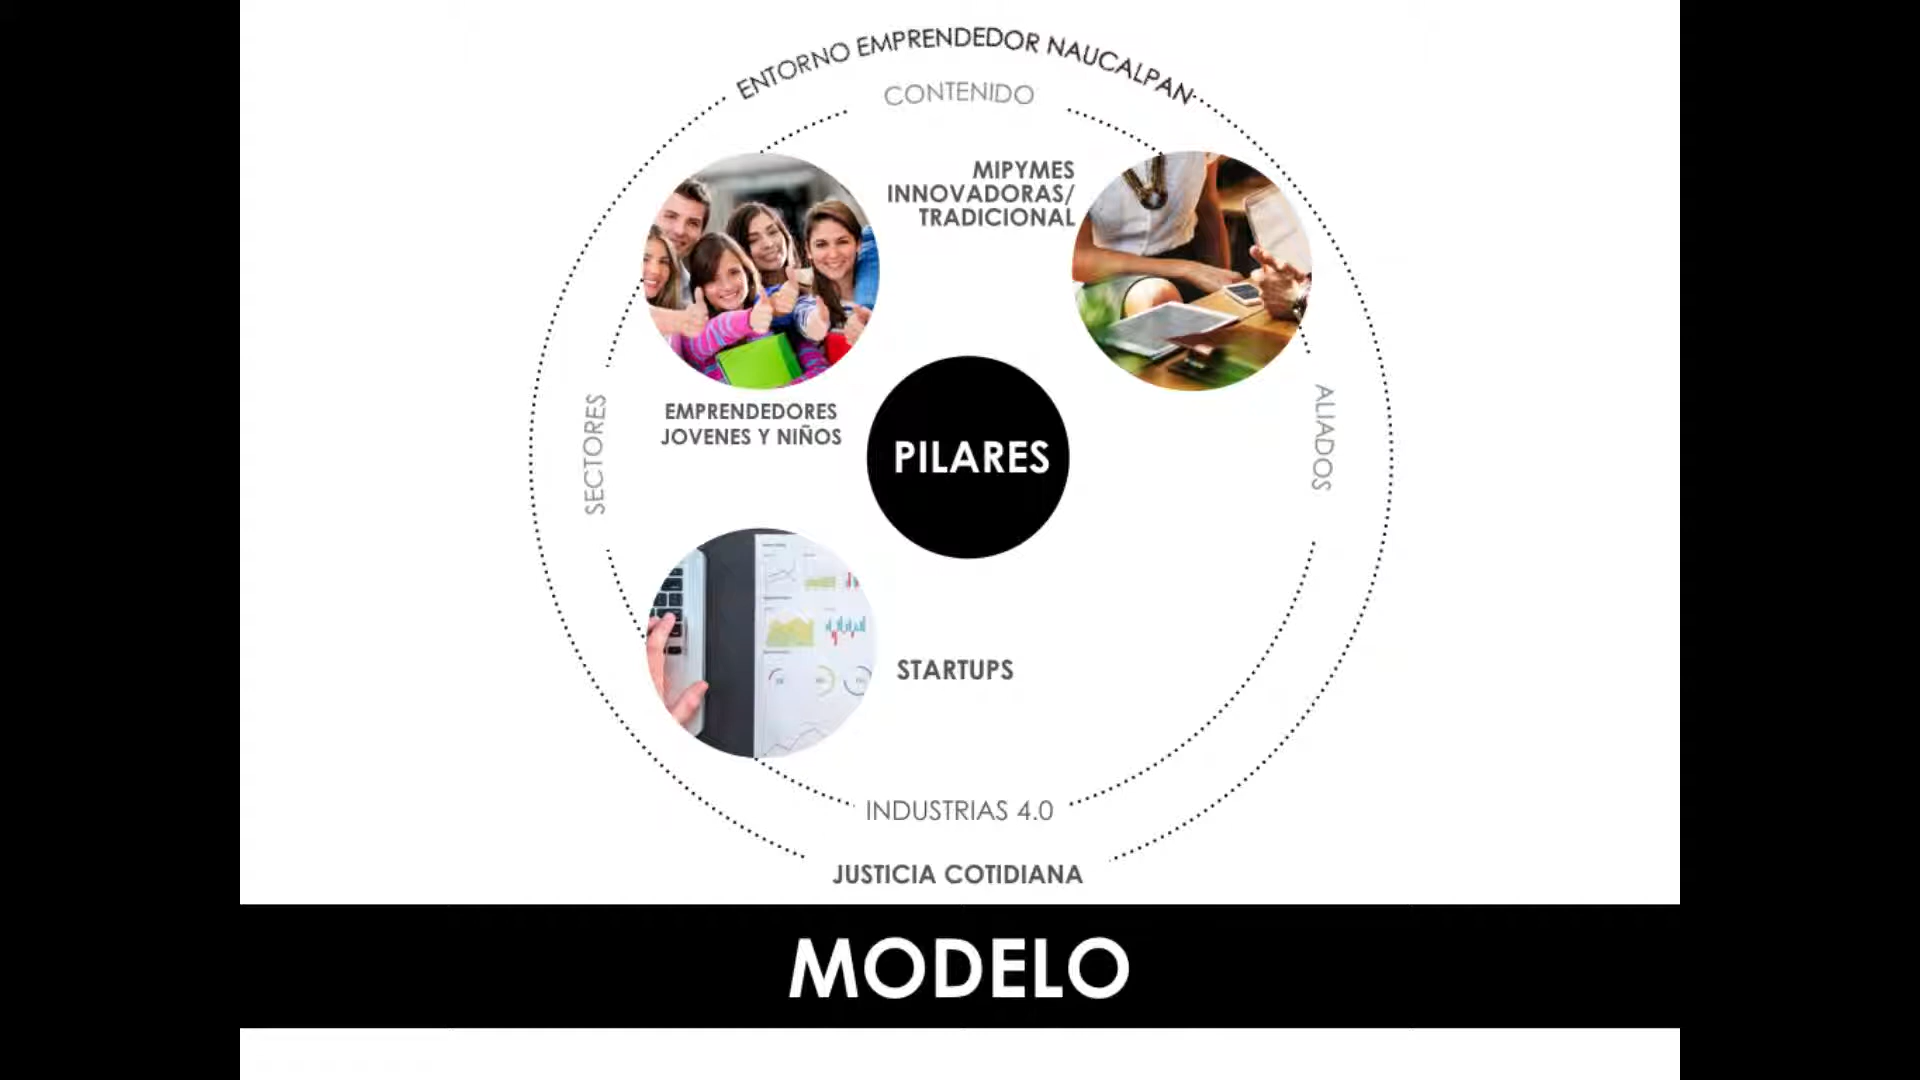 ENTORNO EMPRENDEDOR NAUCALPAN
CONTENIDO
MIPYMES
INNOVADORAS/
TRADICIONAL
EMPRENDEDORES
JOVENES Y NIÑOS
SECTORES
PILARES
ALIADOS
STARTUPS
INDUSTRIAS 4.0
JUSTICIA COTIDIANA
MODELO